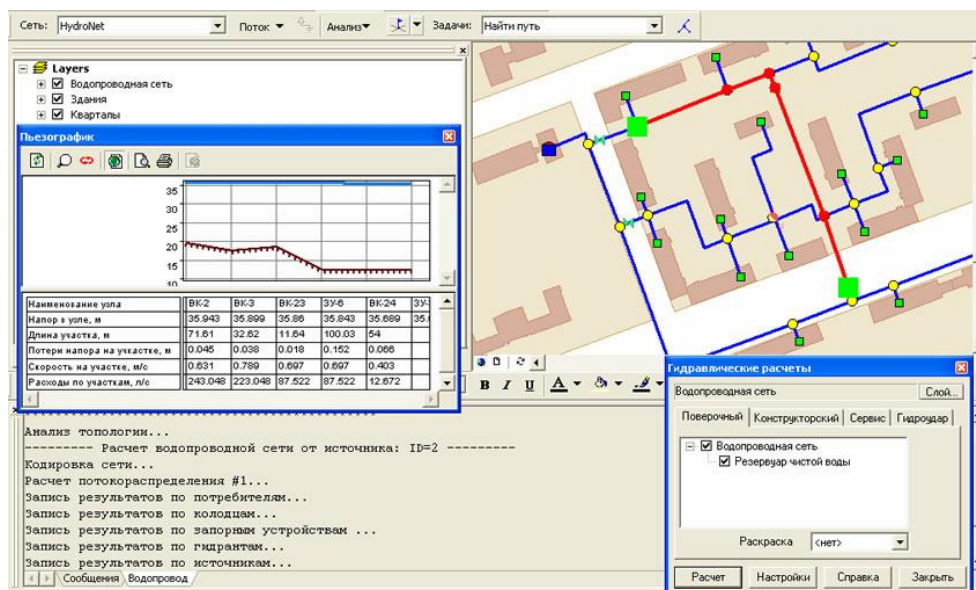 Сеть: HydroNet Поток Анализ Задачи: Найти путь
Layers
Водопроводная сеть
Здания
Кварталы
Пьезографик
35
30
25
20
15
10
Наименование узла ВК-2 ВК-3 ВК-23 ЗУ-6 ВК-24 ЗУ-
Напор в узле, м 35.943 35.899 35.86 35.843 35.689 35.
Длина участка, м 71.61 32.62 11.64 100.03 54
Потери напора на участке, м 0.045 0.038 0.018 0.152 0.066
Скорость на участке, м/с 0.631 0.789 0.697 0.697 0.403
Расходы по участкам, л/с 243.048 223.048 87.522 87.522 12.672
B I U A
Анализ топологии...
--------- Расчет водопроводной сети от источника: ID=2 ----------
Кодировка сети...
Расчет потокораспределения #1...
Запись результатов по потребителям...
Запись результатов по колодцам...
Запись результатов по запорным устройствам ...
Запись результатов по гидрантам...
Запись результатов по источникам...
Сообщения Водопровод
Гидравлические расчеты
Водопроводная сеть Слой...
Поверочный Конструкторский Сервис Гидроудар
Водопроводная сеть
Резервуар чистой воды
Раскраска <нет>
Расчет Настройки Справка Закрыть